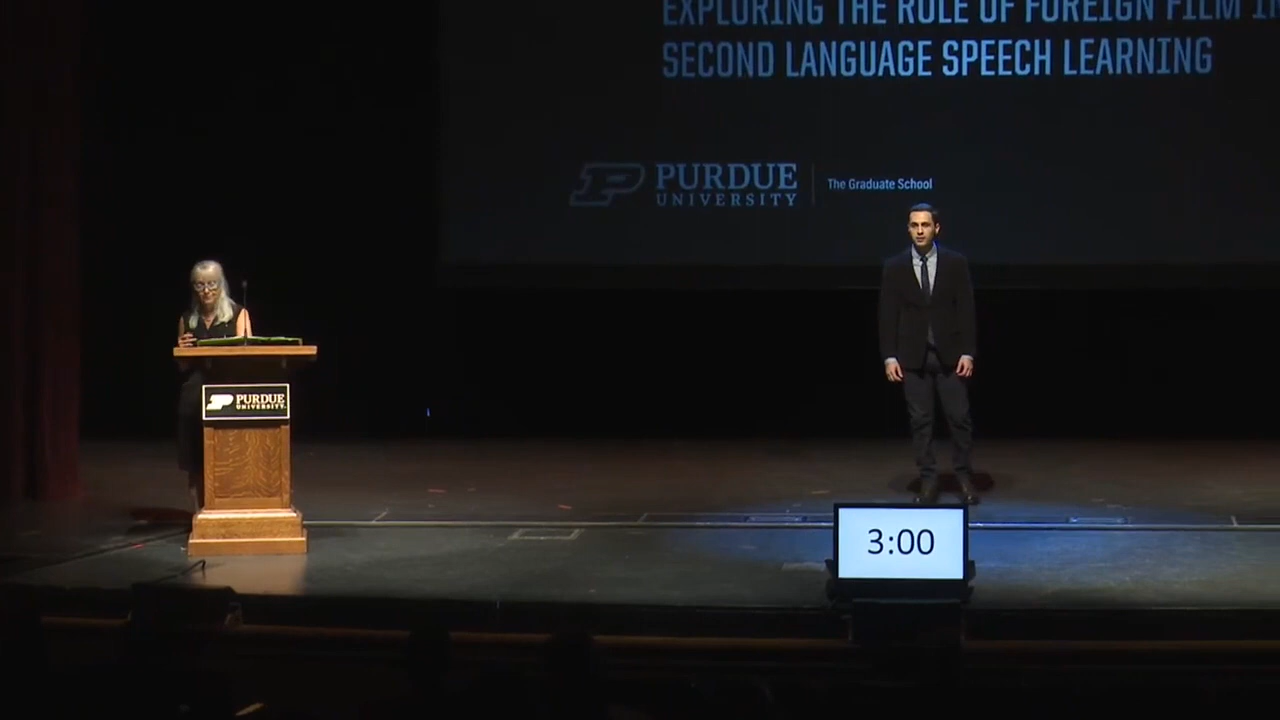 EXPLORING THE ROLE OF FOREIGN FILM IN
SECOND LANGUAGE SPEECH LEARNING
PURDUE
UNIVERSITY
The Graduate School
PURDUE
UNIVERSITY
3:00